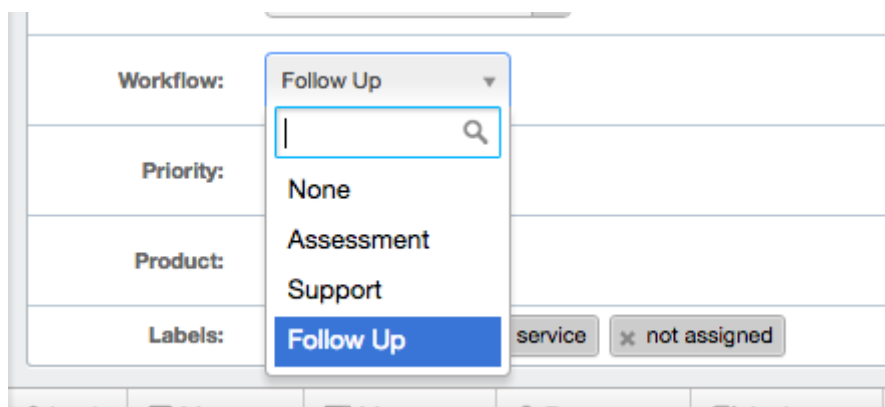 Workflow: Follow Up
None
Priority:
Assessment
Product:
Support
Labels: Follow Up service not assigned